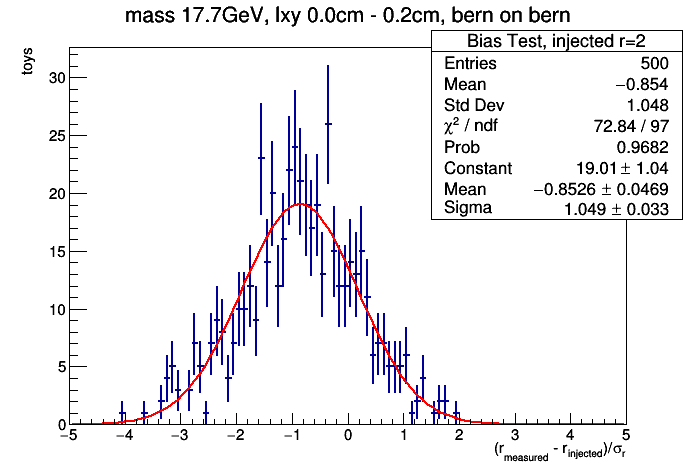 mass 17.7GeV, lxy 0.0cm - 0.2cm, bern on bern
toys
Bias Test, injected r=2
Entries 500
Mean −0.854
Std Dev 1.048
χ² / ndf 72.84 / 97
Prob 0.9682
Constant 19.01 ± 1.04
Mean −0.8526 ± 0.0469
Sigma 1.049 ± 0.033
30
25
20
15
10
5
0
−5 −4 −3 −2 −1 0 1 2 3 4 5
(r_measured - r_injected)/σ_r